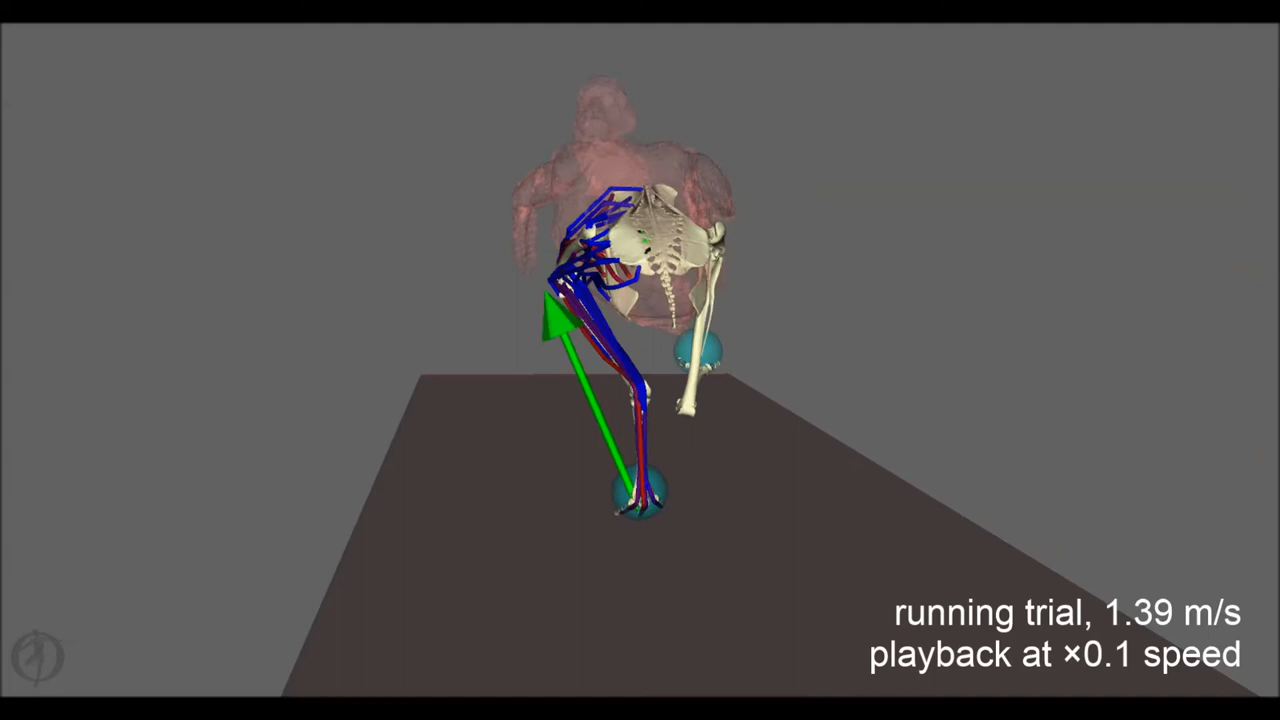 running trial, 1.39 m/s
playback at ×0.1 speed